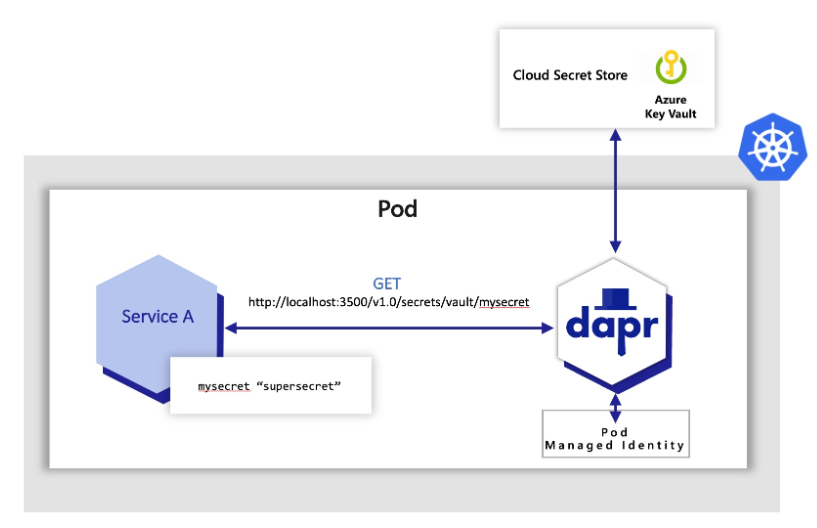 Cloud Secret Store
Azure
Key Vault
Pod
GET
http://localhost:3500/v1.0/secrets/vault/mysecret
Service A
dapr
mysecret “supersecret”
Pod
Managed Identity